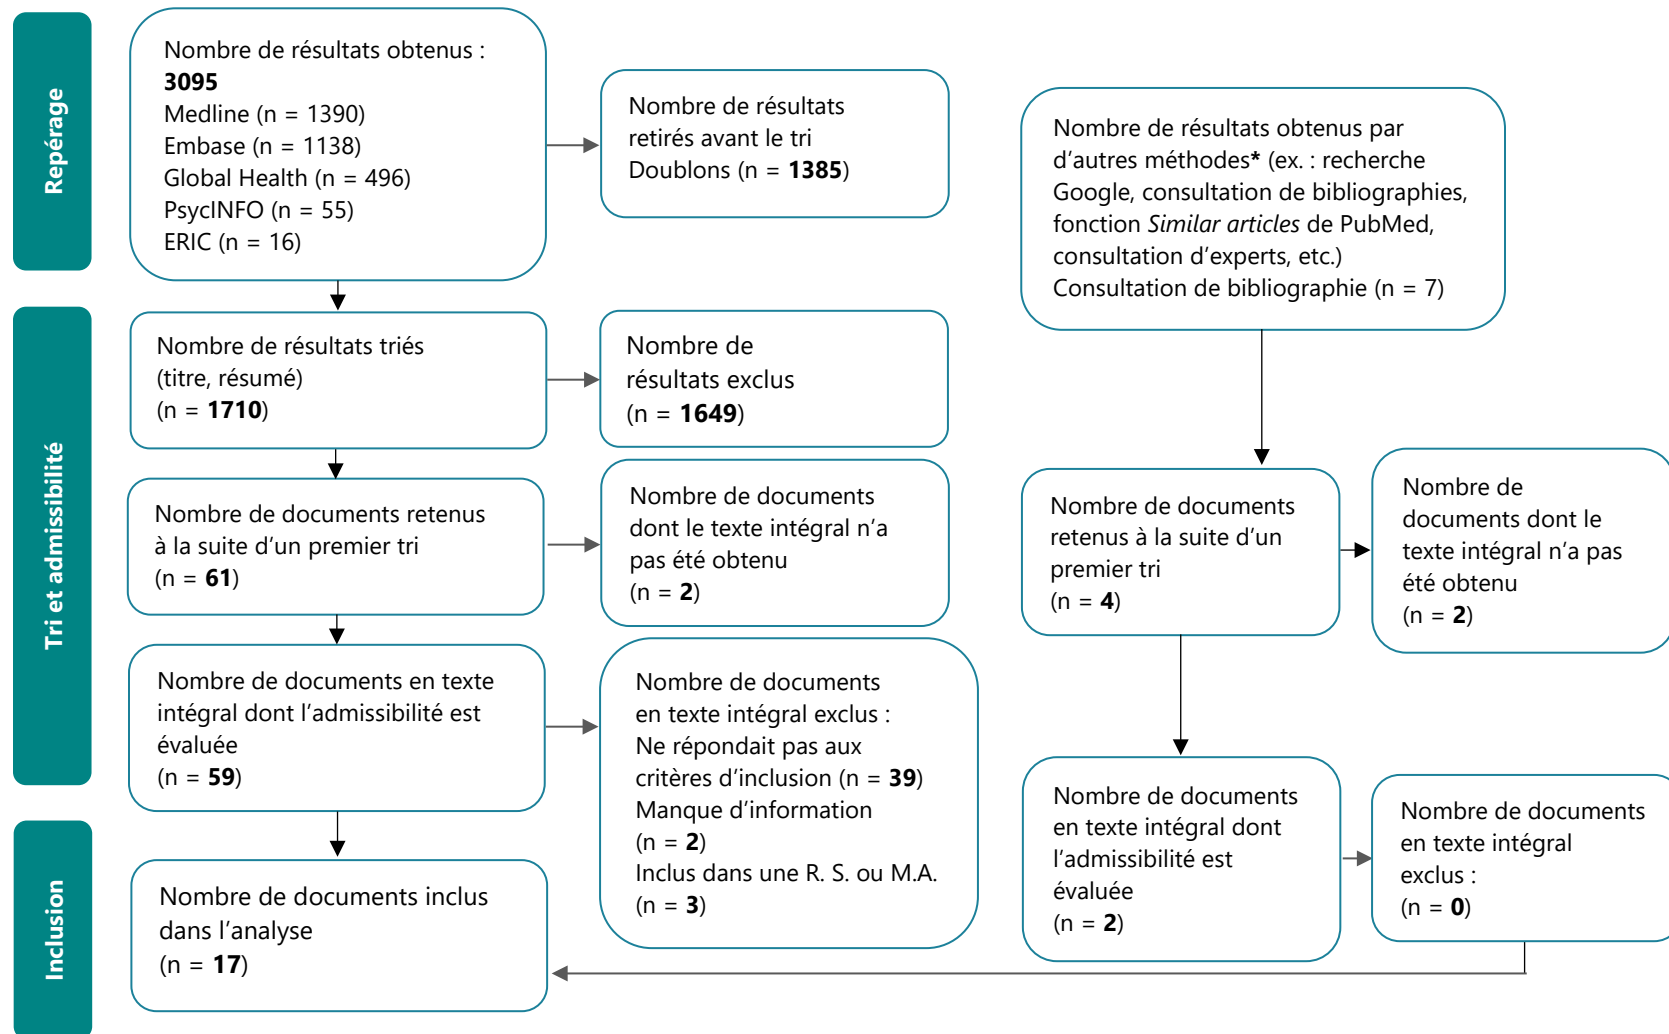 Repérage
Nombre de résultats obtenus :
3095
Medline (n = 1390)
Embase (n = 1138)
Global Health (n = 496)
PsycINFO (n = 55)
ERIC (n = 16)
Nombre de résultats
retirés avant le tri
Doublons (n = 1385)
Nombre de résultats obtenus par
d’autres méthodes* (ex. : recherche
Google, consultation de bibliographies,
fonction Similar articles de PubMed,
consultation d’experts, etc.)
Consultation de bibliographie (n = 7)
Tri et admissibilité
Nombre de résultats triés
(titre, résumé)
(n = 1710)
Nombre de
résultats exclus
(n = 1649)
Nombre de documents retenus
à la suite d’un premier tri
(n = 61)
Nombre de documents
dont le texte intégral n’a
pas été obtenu
(n = 2)
Nombre de documents
retenus à la suite d’un
premier tri
(n = 4)
Nombre de
documents dont le
texte intégral n’a pas
été obtenu
(n = 2)
Nombre de documents en texte
intégral dont l’admissibilité est
évaluée
(n = 59)
Nombre de documents
en texte intégral exclus :
Ne répondait pas aux
critères d’inclusion (n = 39)
Manque d’information
(n = 2)
Inclus dans une R. S. ou M.A.
(n = 3)
Nombre de documents
en texte intégral dont
l’admissibilité est
évaluée
(n = 2)
Nombre de documents
en texte intégral
exclus :
(n = 0)
Inclusion
Nombre de documents inclus
dans l’analyse
(n = 17)